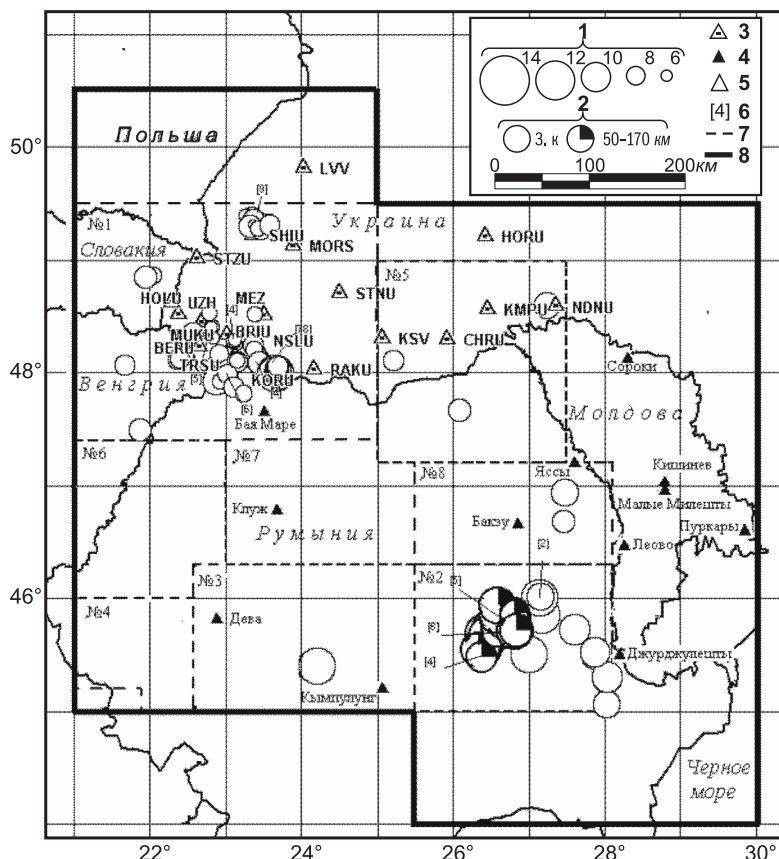 1
14 12 10 8 6
2
З. к 50–170 км
0 100 200 км
3
4
5
[4] 6
7
8
50°
48°
46°
22° 24° 26° 28° 30°
Польша
LVV
№1
[3]
Украина
Словакия
SHIU
MORS
HORU
STZU
№5
HOLU
UZH
MEZ
STNU
KMPU
NDNU
[4]
MUKU
BRIU
NSLU
KSV
CHRU
BERU
TRSU
KORU
RAKU
Сороки
[5]
Венгрия
[6]
Бая Маре
Молдова
№6
№7
№8
Яссы
Кишинев
Малые Милешты
Клуж
Румыния
Бакэу
Пуркары
Леово
[2]
№3
№2
[5]
№4
Дева
[6]
[4]
Джурджулешты
Кымпулунг
Черное
море